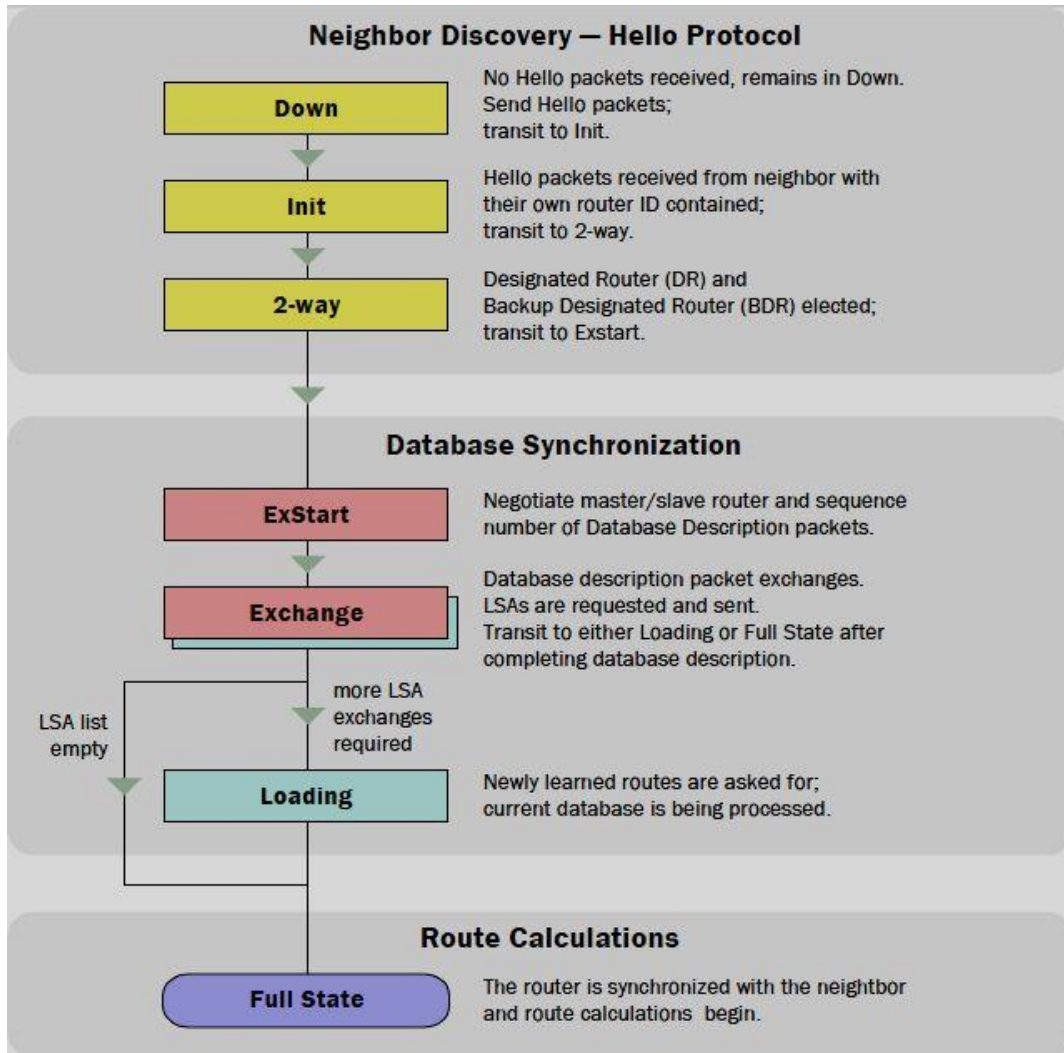 Neighbor Discovery — Hello Protocol
Down
No Hello packets received, remains in Down.
Send Hello packets;
transit to Init.
Init
Hello packets received from neighbor with
their own router ID contained;
transit to 2-way.
2-way
Designated Router (DR) and
Backup Designated Router (BDR) elected;
transit to Exstart.
Database Synchronization
ExStart
Negotiate master/slave router and sequence
number of Database Description packets.
Exchange
Database description packet exchanges.
LSAs are requested and sent.
Transit to either Loading or Full State after
completing database description.
LSA list
empty
more LSA
exchanges
required
Loading
Newly learned routes are asked for;
current database is being processed.
Route Calculations
Full State
The router is synchronized with the neightbor
and route calculations begin.